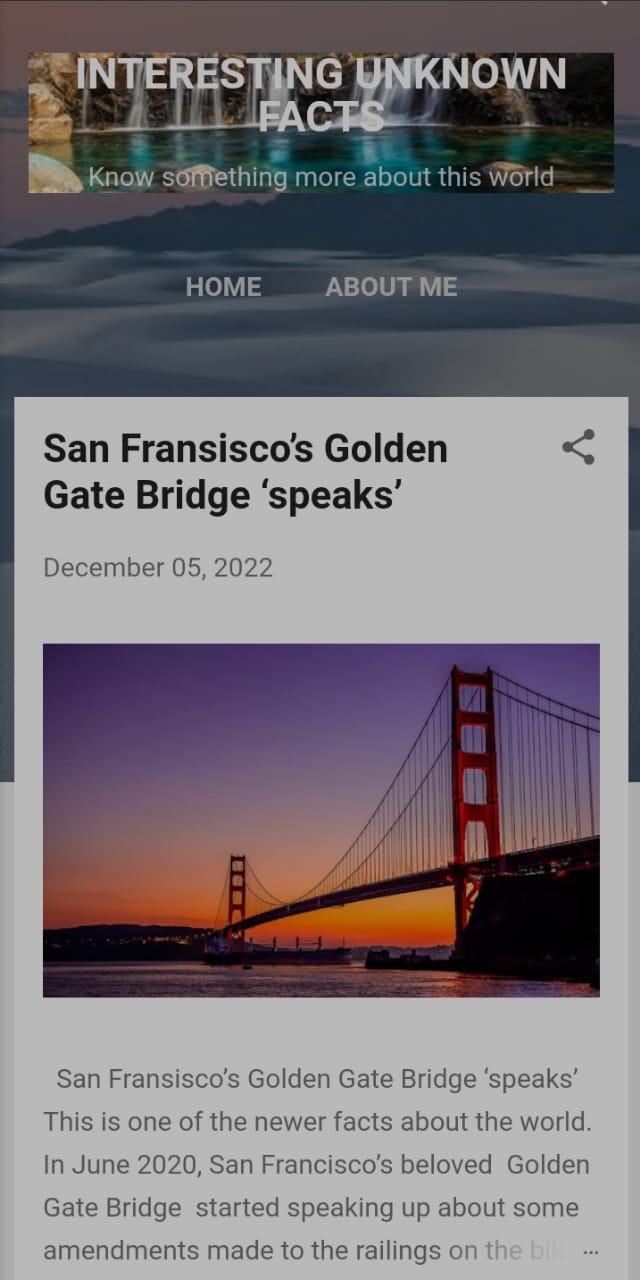 INTERESTING UNKNOWN
FACTS
Know something more about this world
HOME ABOUT ME
San Fransisco’s Golden
Gate Bridge ‘speaks’
December 05, 2022
San Fransisco’s Golden Gate Bridge ‘speaks’
This is one of the newer facts about the world.
In June 2020, San Francisco’s beloved Golden
Gate Bridge started speaking up about some
amendments made to the railings on the ...